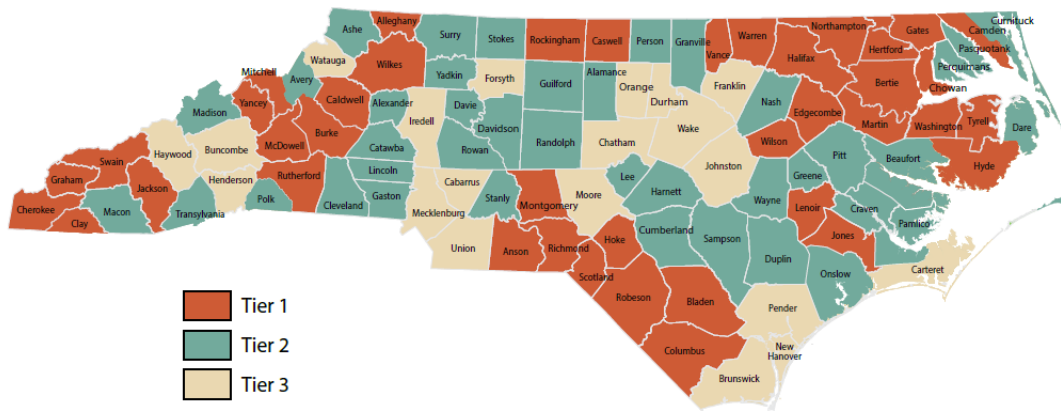 Ashe
Alleghany
Surry
Stokes
Rockingham
Caswell
Person
Granville
Vance
Warren
Northampton
Gates
Camden
Currituck
Pasquotank
Perquimans
Halifax
Hertford
Bertie
Chowan
Watauga
Wilkes
Yadkin
Forsyth
Guilford
Alamance
Orange
Durham
Franklin
Nash
Edgecombe
Martin
Washington
Tyrell
Dare
Mitchell
Avery
Yancey
Caldwell
Alexander
Iredell
Davie
Davidson
Randolph
Chatham
Wake
Wilson
Pitt
Beaufort
Hyde
Madison
Burke
McDowell
Catawba
Rowan
Lincoln
Johnston
Greene
Swain
Haywood
Buncombe
Rutherford
Graham
Jackson
Henderson
Polk
Cleveland
Gaston
Cabarrus
Stanly
Montgomery
Moore
Lee
Harnett
Wayne
Lenoir
Craven
Pamlico
Cherokee
Clay
Macon
Transylvania
Mecklenburg
Union
Anson
Richmond
Hoke
Cumberland
Sampson
Duplin
Jones
Onslow
Carteret
Scotland
Robeson
Bladen
Pender
Columbus
New
Hanover
Brunswick
Tier 1
Tier 2
Tier 3